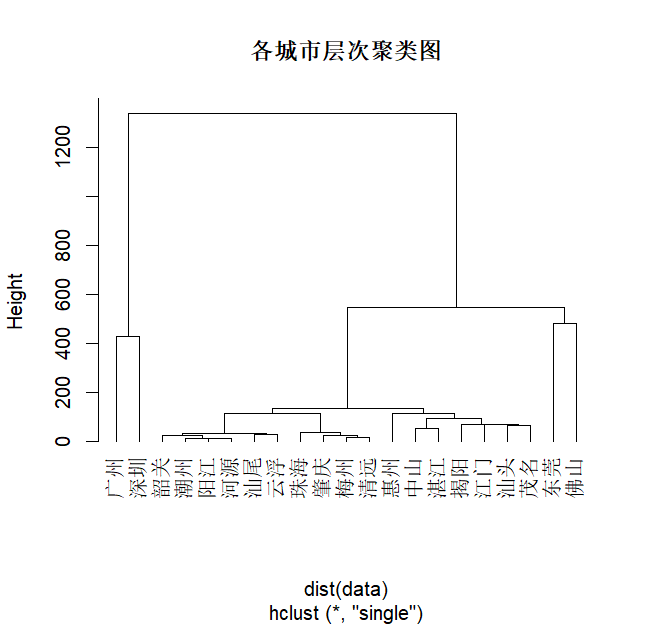 各城市层次聚类图
Height
1200
800
600
400
200
0
广州
深圳
韶关
潮州
阳江
河源
汕尾
云浮
珠海
肇庆
梅州
清远
惠州
中山
湛江
揭阳
江门
汕头
茂名
东莞
佛山
dist(data)
hclust (*, "single")